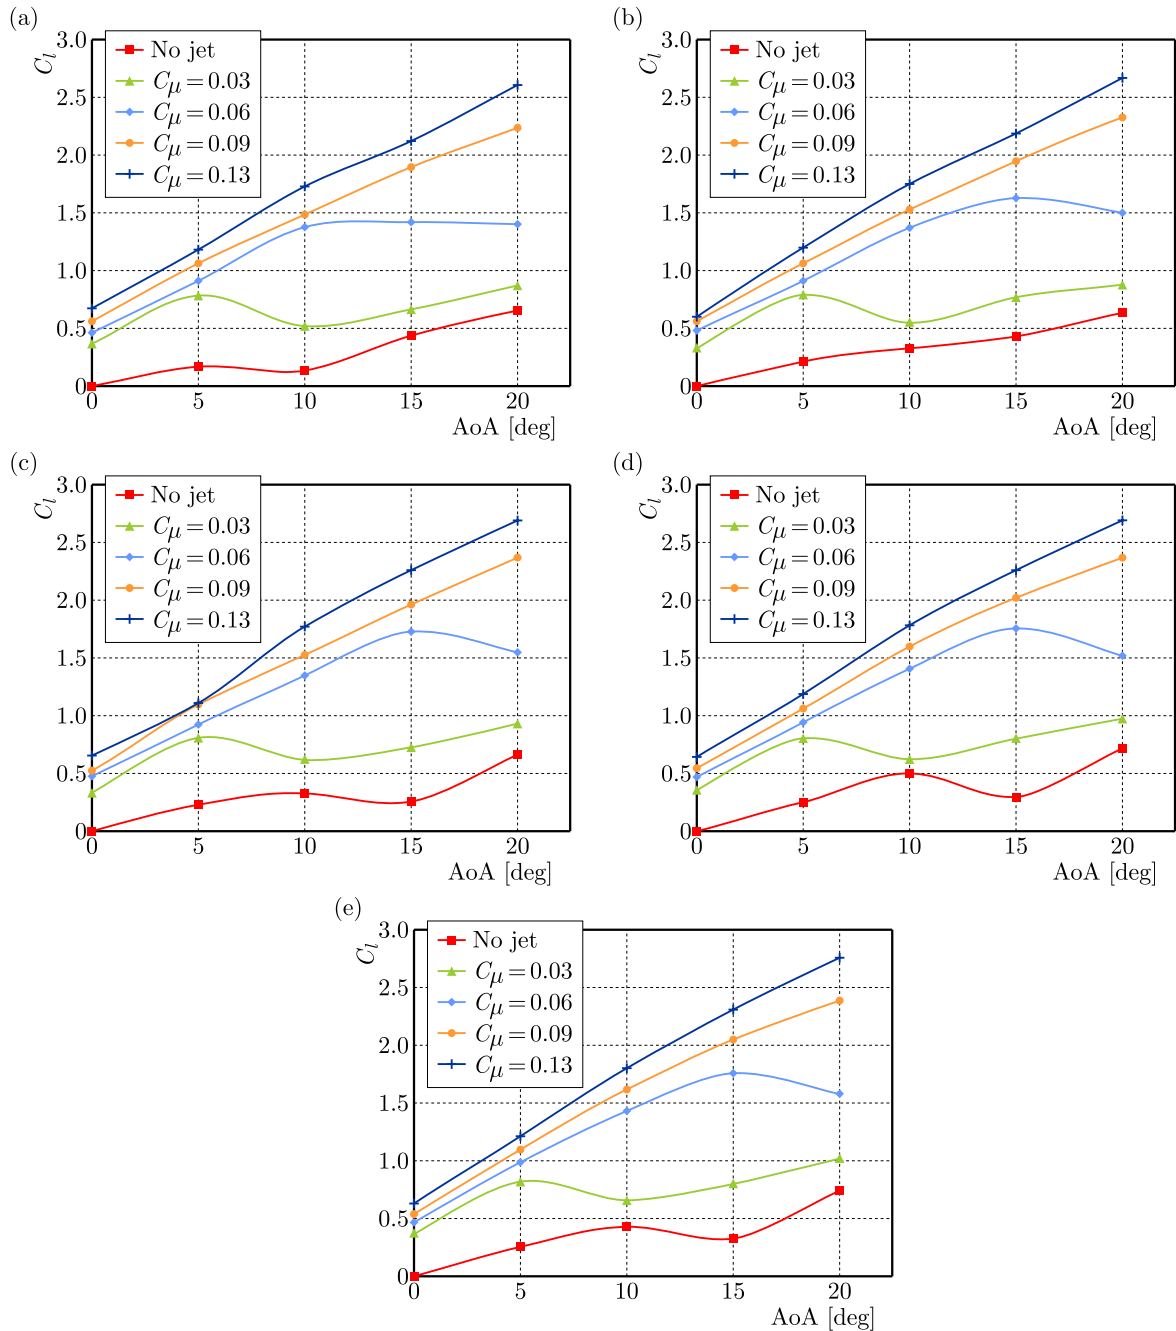 (a)
C_l
3.0
2.5
2.0
1.5
1.0
0.5
0
No jet
C_μ = 0.03
C_μ = 0.06
C_μ = 0.09
C_μ = 0.13
0 5 10 15 20
AoA [deg]
(b)
C_l
3.0
2.5
2.0
1.5
1.0
0.5
0
No jet
C_μ = 0.03
C_μ = 0.06
C_μ = 0.09
C_μ = 0.13
0 5 10 15 20
AoA [deg]
(c)
C_l
3.0
2.5
2.0
1.5
1.0
0.5
0
No jet
C_μ = 0.03
C_μ = 0.06
C_μ = 0.09
C_μ = 0.13
0 5 10 15 20
AoA [deg]
(d)
C_l
3.0
2.5
2.0
1.5
1.0
0.5
0
No jet
C_μ = 0.03
C_μ = 0.06
C_μ = 0.09
C_μ = 0.13
0 5 10 15 20
AoA [deg]
(e)
C_l
3.0
2.5
2.0
1.5
1.0
0.5
0
No jet
C_μ = 0.03
C_μ = 0.06
C_μ = 0.09
C_μ = 0.13
0 5 10 15 20
AoA [deg]